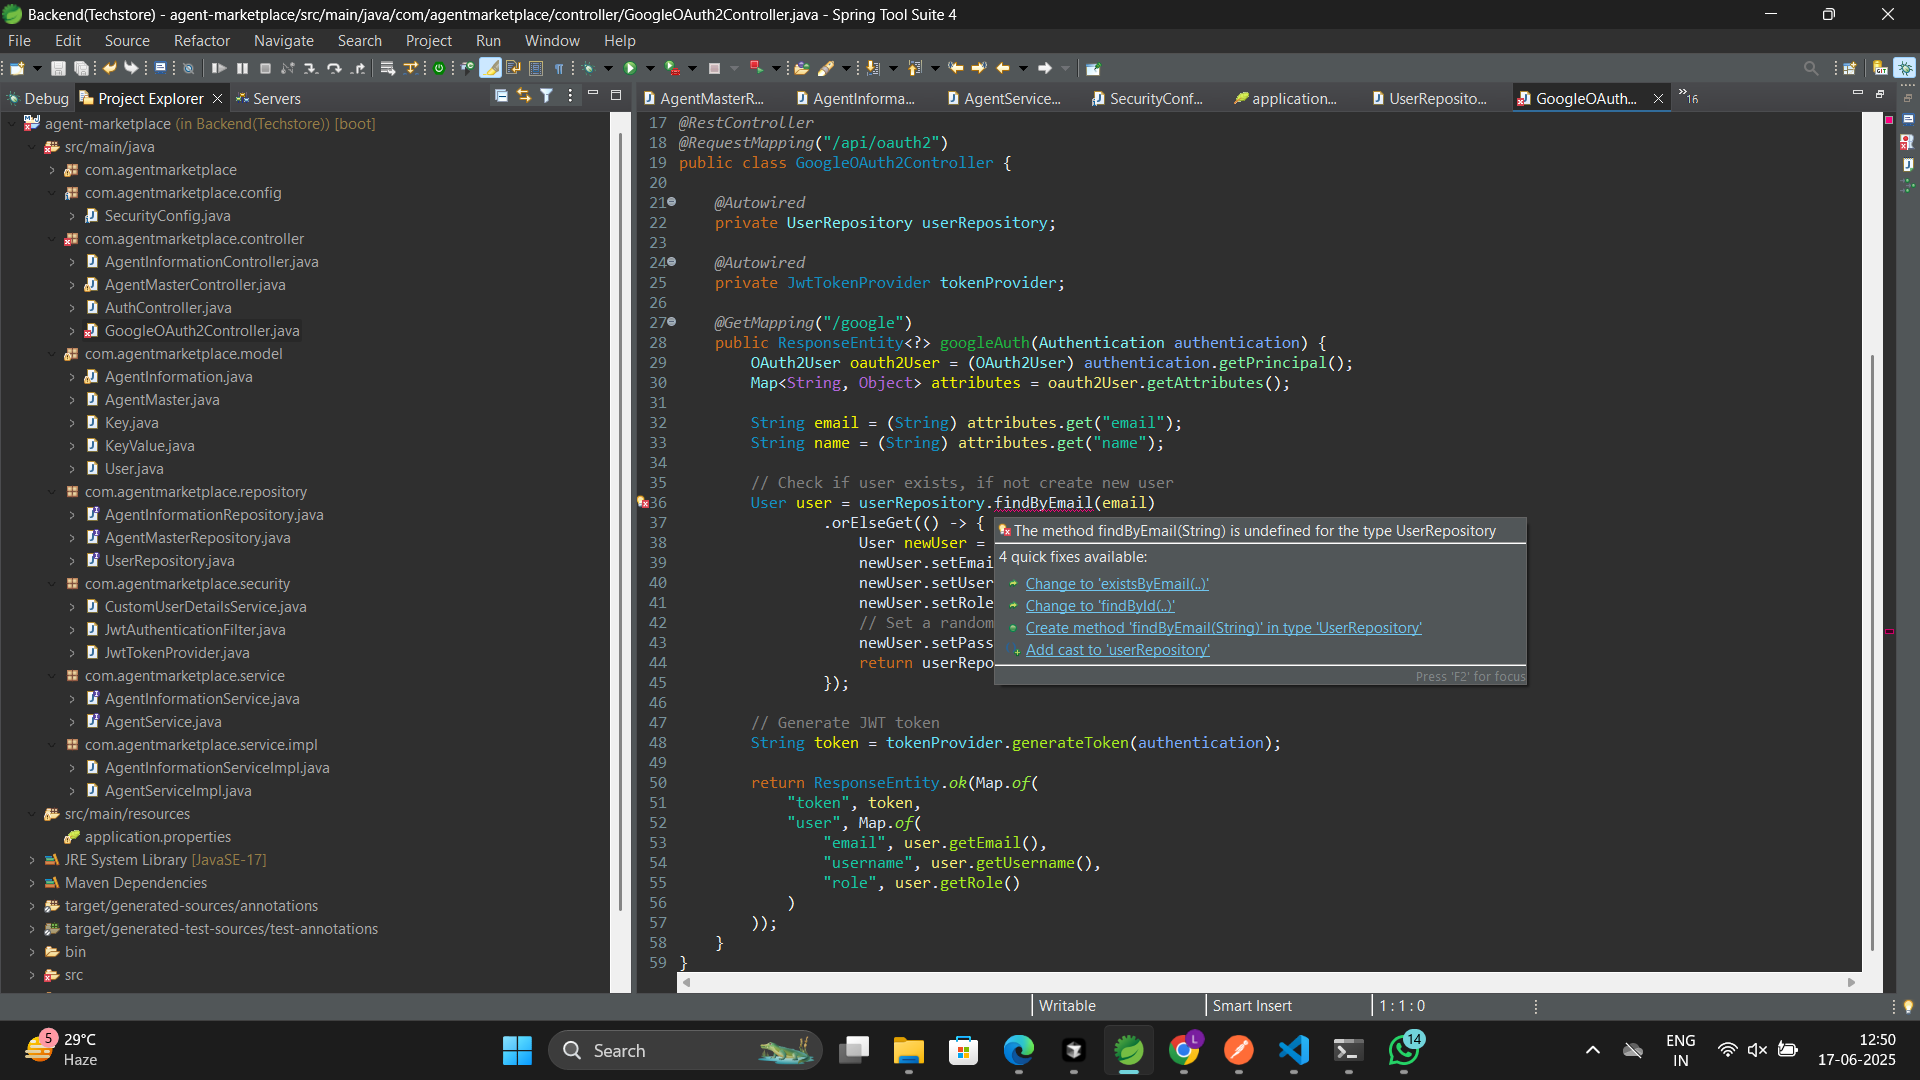 Backend(Techstore) - agent-marketplace/src/main/java/com/agentmarketplace/controller/GoogleOAuth2Controller.java - Spring Tool Suite 4
File Edit Source Refactor Navigate Search Project Run Window Help
Debug Project Explorer Servers
agent-marketplace (in Backend(Techstore)) [boot]
src/main/java
com.agentmarketplace
com.agentmarketplace.config
SecurityConfig.java
com.agentmarketplace.controller
AgentInformationController.java
AgentMasterController.java
AuthController.java
GoogleOAuth2Controller.java
com.agentmarketplace.model
AgentInformation.java
AgentMaster.java
Key.java
KeyValue.java
User.java
com.agentmarketplace.repository
AgentInformationRepository.java
AgentMasterRepository.java
UserRepository.java
com.agentmarketplace.security
CustomUserDetailsService.java
JwtAuthenticationFilter.java
JwtTokenProvider.java
com.agentmarketplace.service
AgentInformationService.java
AgentService.java
com.agentmarketplace.service.impl
AgentInformationServiceImpl.java
AgentServiceImpl.java
src/main/resources
application.properties
JRE System Library [JavaSE-17]
Maven Dependencies
target/generated-sources/annotations
target/generated-test-sources/test-annotations
bin
src
AgentMasterR... AgentInforma... AgentService... SecurityConf... application... UserReposito... GoogleOAuth... »16
17 @RestController
18 @RequestMapping("/api/oauth2")
19 public class GoogleOAuth2Controller {
20
21 @Autowired
22 private UserRepository userRepository;
23
24 @Autowired
25 private JwtTokenProvider tokenProvider;
26
27 @GetMapping("/google")
28 public ResponseEntity<?> googleAuth(Authentication authentication) {
29 OAuth2User oauth2User = (OAuth2User) authentication.getPrincipal();
30 Map<String, Object> attributes = oauth2User.getAttributes();
31
32 String email = (String) attributes.get("email");
33 String name = (String) attributes.get("name");
34
35 // Check if user exists, if not create new user
36 User user = userRepository.findByEmail(email)
37 .orElseGet(() -> {
38 User newUser =
39 newUser.setEmai
40 newUser.setUser
41 newUser.setRole
42 // Set a random
43 newUser.setPass
44 return userRepo
45 });
46
47 // Generate JWT token
48 String token = tokenProvider.generateToken(authentication);
49
50 return ResponseEntity.ok(Map.of(
51 "token", token,
52 "user", Map.of(
53 "email", user.getEmail(),
54 "username", user.getUsername(),
55 "role", user.getRole()
56 )
57 ));
58 }
59 }
The method findByEmail(String) is undefined for the type UserRepository
4 quick fixes available:
Change to 'existsByEmail(..)'
Change to 'findById(..)'
Create method 'findByEmail(String)' in type 'UserRepository'
Add cast to 'userRepository'
Press 'F2' for focus
Writable Smart Insert 1 : 1 : 0
5
29°C
Haze
Search
L
14
ENG
IN
12:50
17-06-2025